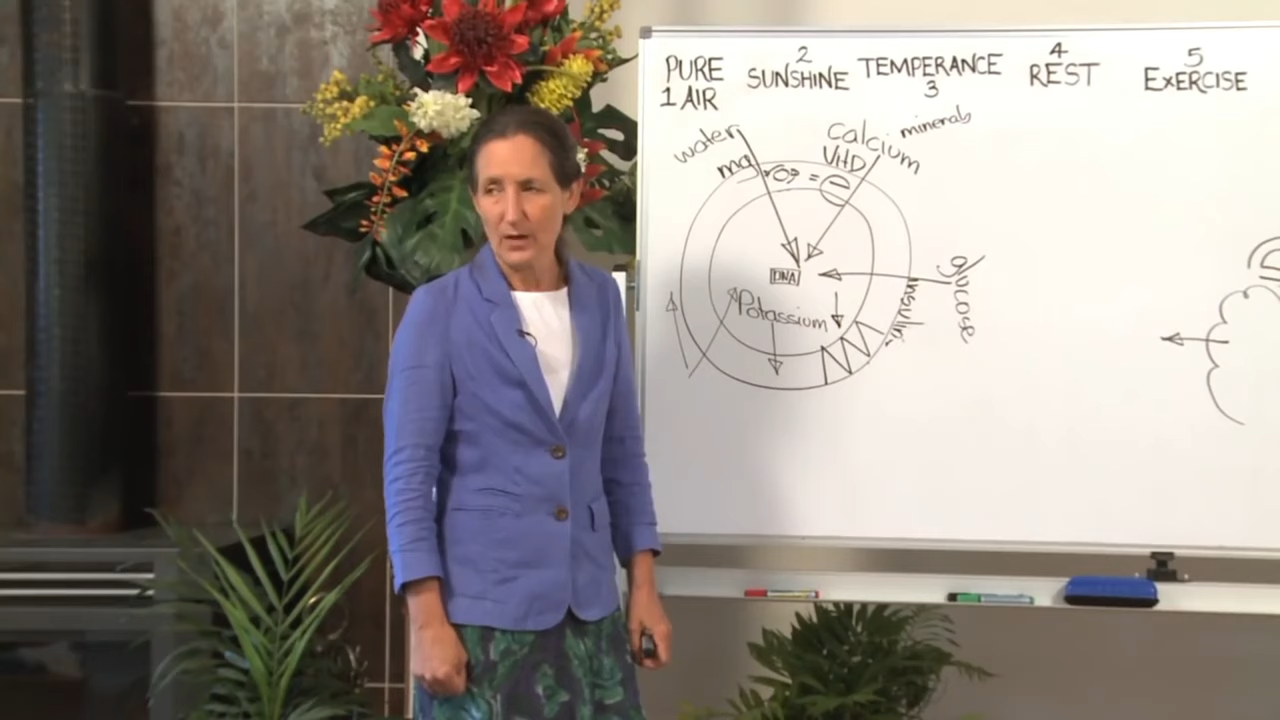 PURE
1 AIR
2
SUNSHINE
TEMPERANCE
3
4
REST
5
EXERCISE
water
mg
calcium
minerals
VHD
= e
DNA
Potassium
glucose
insulin